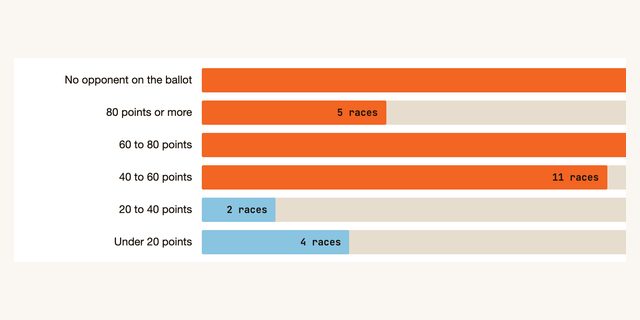 No opponent on the ballot
80 points or more
5 races
60 to 80 points
40 to 60 points
11 races
20 to 40 points
2 races
Under 20 points
4 races